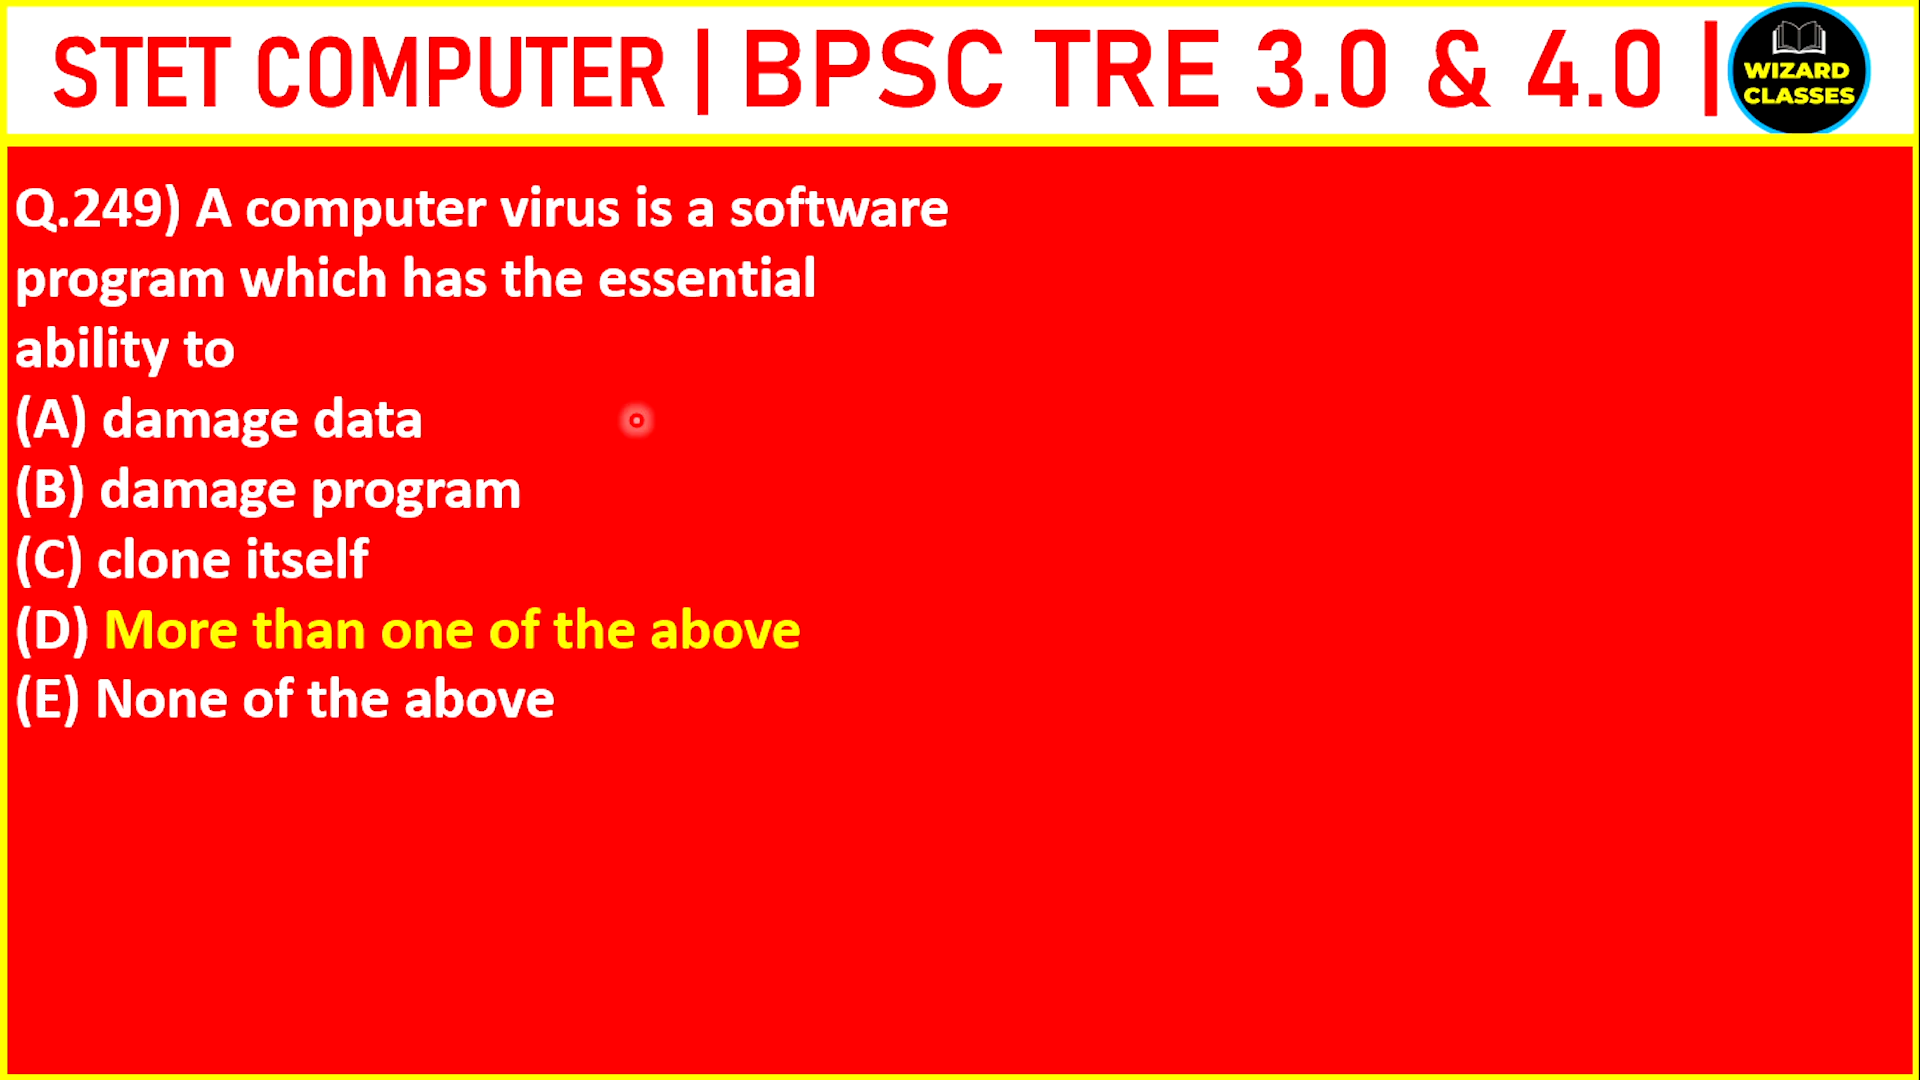 STET COMPUTER | BPSC TRE 3.0 & 4.0 |
WIZARD
CLASSES
Q.249) A computer virus is a software
program which has the essential
ability to
(A) damage data
(B) damage program
(C) clone itself
(D) More than one of the above
(E) None of the above